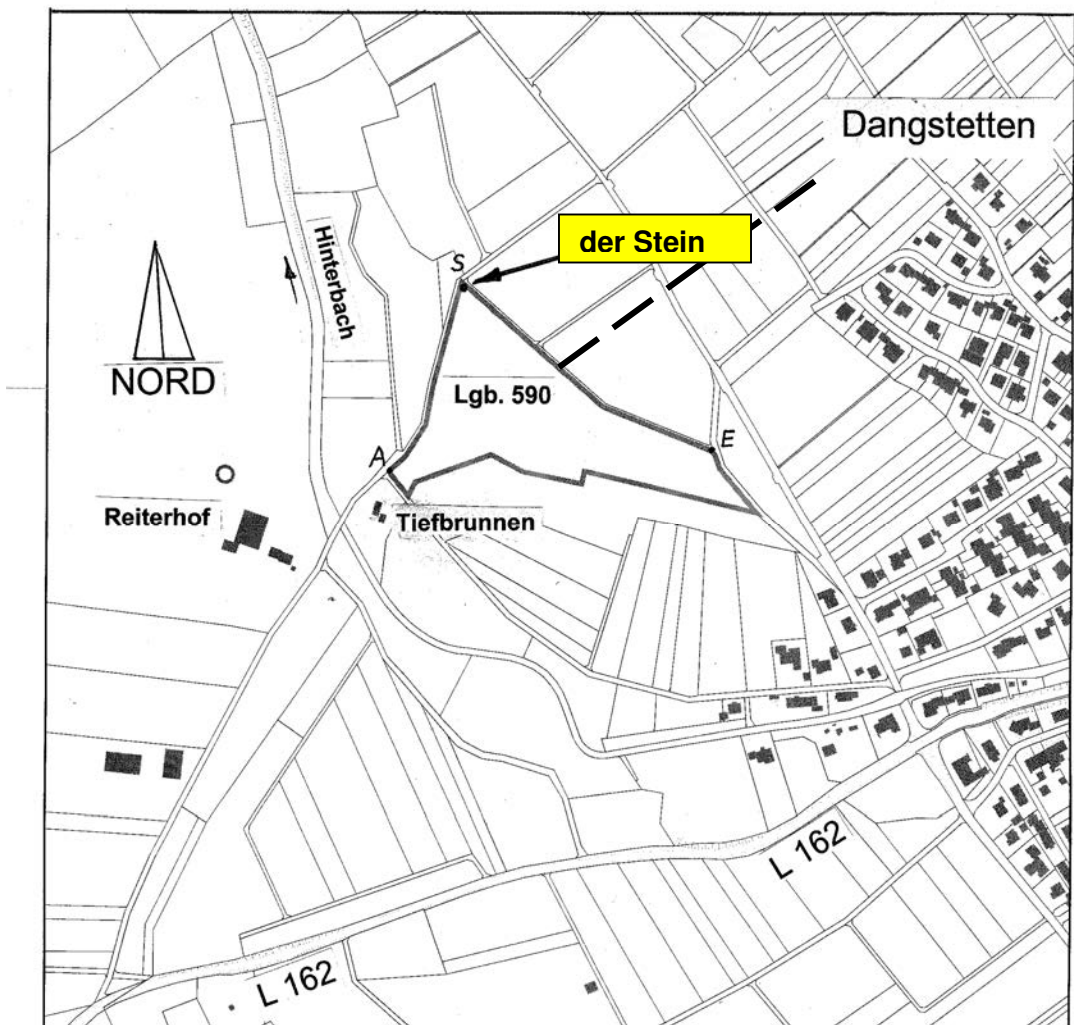 Dangstetten
der Stein
S
Hinterbach
NORD
Lgb. 590
E
A
Reiterhof
Tiefbrunnen
L 162
L 162